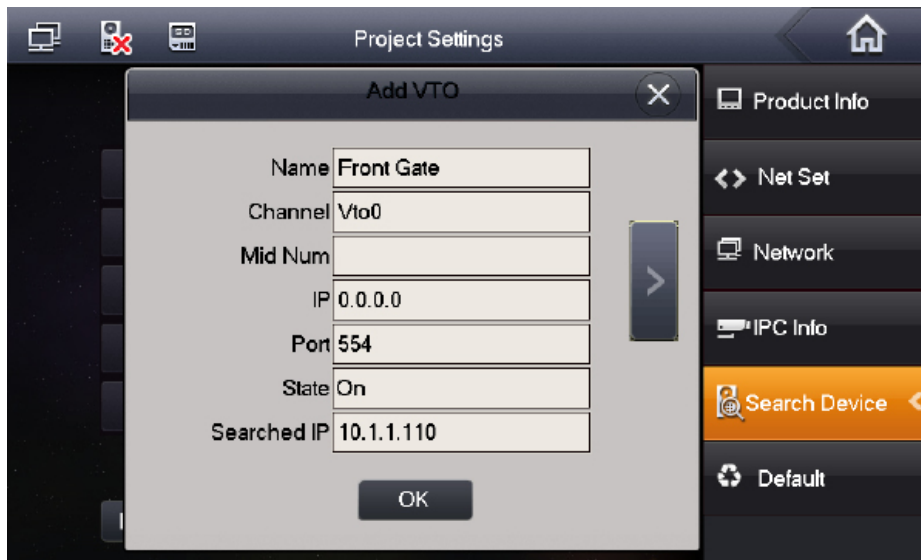 Project Settings
Add VTO
Name Front Gate
Channel Vto0
Mid Num
IP 0.0.0.0
Port 554
State On
Searched IP 10.1.1.110
OK
Product Info
Net Set
Network
IPC Info
Search Device
Default